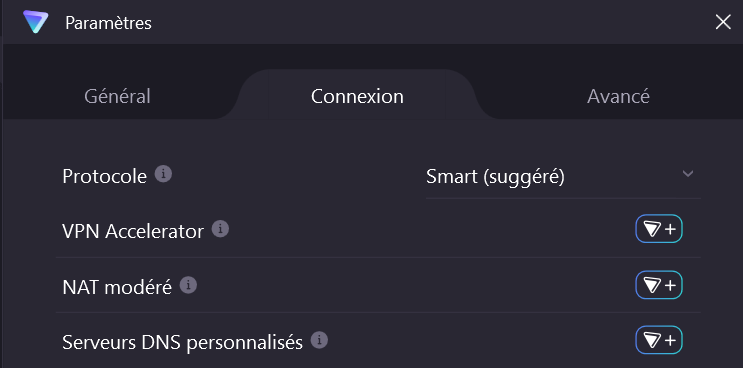 Paramètres
Général Connexion Avancé
Protocole Smart (suggéré)
VPN Accelerator
NAT modéré
Serveurs DNS personnalisés